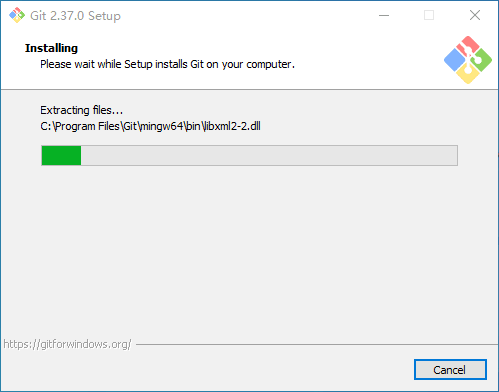 Git 2.37.0 Setup
Installing
Please wait while Setup installs Git on your computer.
Extracting files...
C:\Program Files\Git\mingw64\bin\libxml2-2.dll
https://gitforwindows.org/
Cancel